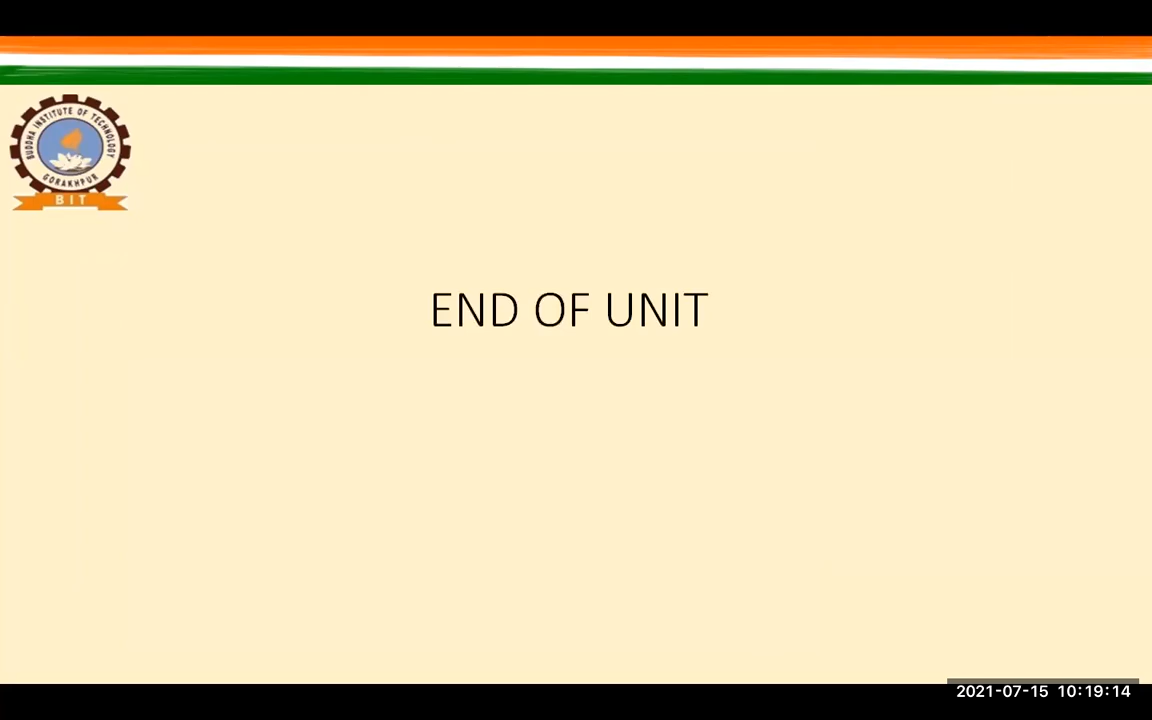 BUDDHA INSTITUTE OF TECHNOLOGY
GORAKHPUR
BIT
END OF UNIT
2021-07-15 10:19:14